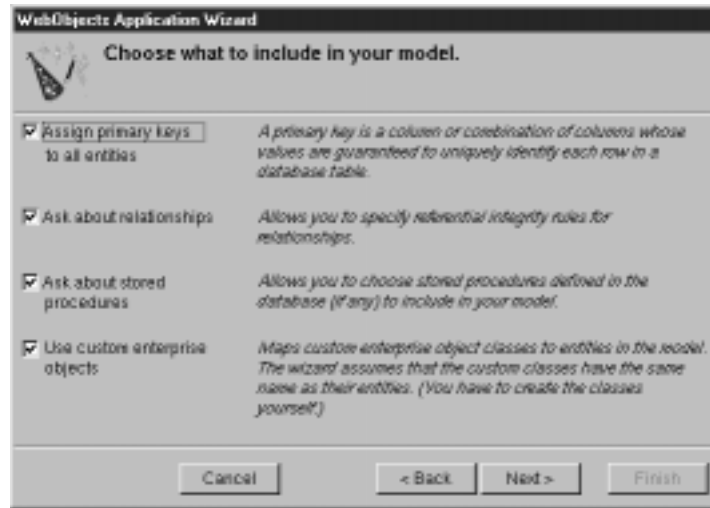 WebObjects Application Wizard
Choose what to include in your model.
Assign primary keys
to all entities
A primary key is a column or combination of columns whose
values are guaranteed to uniquely identify each row in a
database table.
Ask about relationships
Allows you to specify referential integrity rules for
relationships.
Ask about stored
procedures
Allows you to choose stored procedures defined in the
database (if any) to include in your model.
Use custom enterprise
objects
Maps custom enterprise object classes to entities in the model.
The wizard assumes that the custom classes have the same
name as their entities. (You have to create the classes
yourself.)
Cancel
< Back
Next >
Finish